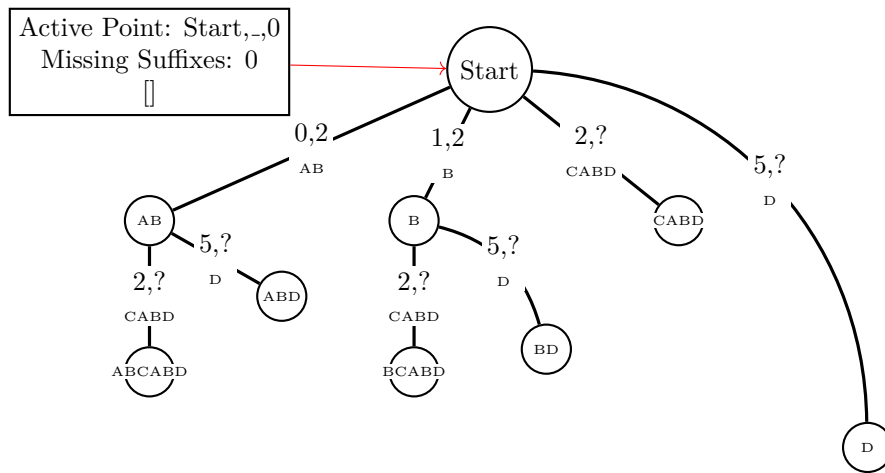 Active Point: Start,_,0
Missing Suffixes: 0
[]
Start
0,2
AB
1,2
B
2,?
CABD
5,?
D
AB
B
CABD
5,?
D
5,?
D
2,?
CABD
2,?
CABD
ABD
BD
ABCABD
BCABD
D